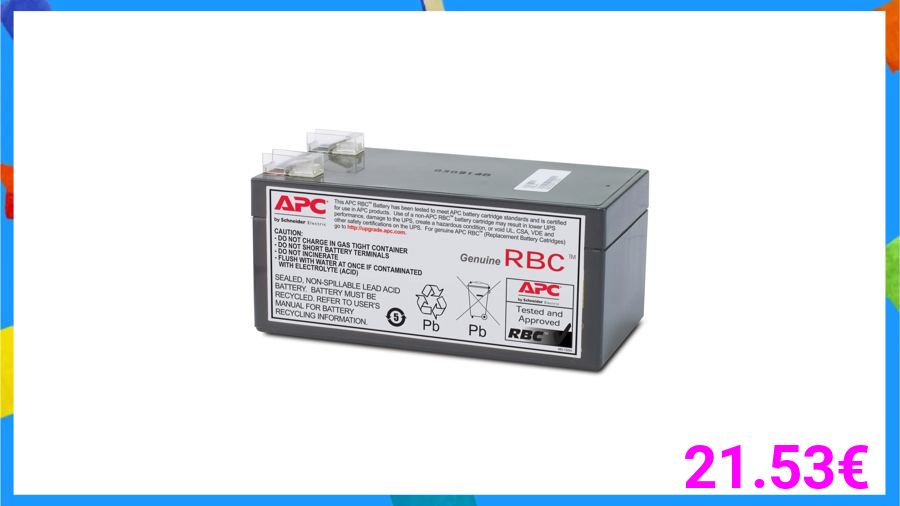 APC
by Schneider Electric
This APC RBC™ Battery has been tested to meet APC battery cartridge standards and is certified
for use in APC products. Use of a non-APC RBC™ battery cartridge may result in lower UPS
performance, damage to the UPS, create a hazardous condition, or void UL, CSA, VDE and
other safety certifications on the UPS. For genuine APC RBC™ (Replacement Battery Catridges)
go to http://upgrade.apc.com.
CAUTION:
- DO NOT CHARGE IN GAS TIGHT CONTAINER
- DO NOT SHORT BATTERY TERMINALS
- DO NOT INCINERATE
- FLUSH WITH WATER AT ONCE IF CONTAMINATED
WITH ELECTROLYTE (ACID)
SEALED, NON-SPILLABLE LEAD ACID
BATTERY. BATTERY MUST BE
RECYCLED. REFER TO USER'S
MANUAL FOR BATTERY
RECYCLING INFORMATION.
5
Pb
Pb
Genuine RBC™
APC
by Schneider Electric
Tested and
Approved
RBC
21.53€